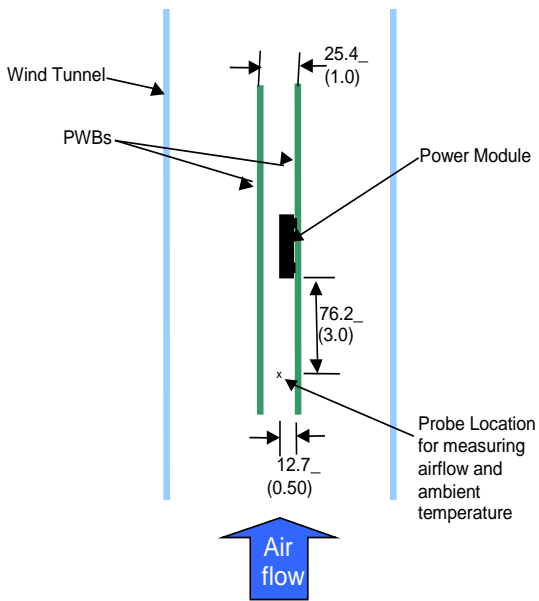 25.4_
(1.0)
Wind Tunnel
PWBs
Power Module
76.2_
(3.0)
x
Probe Location
for measuring
airflow and
ambient
temperature
12.7_
(0.50)
Air
flow